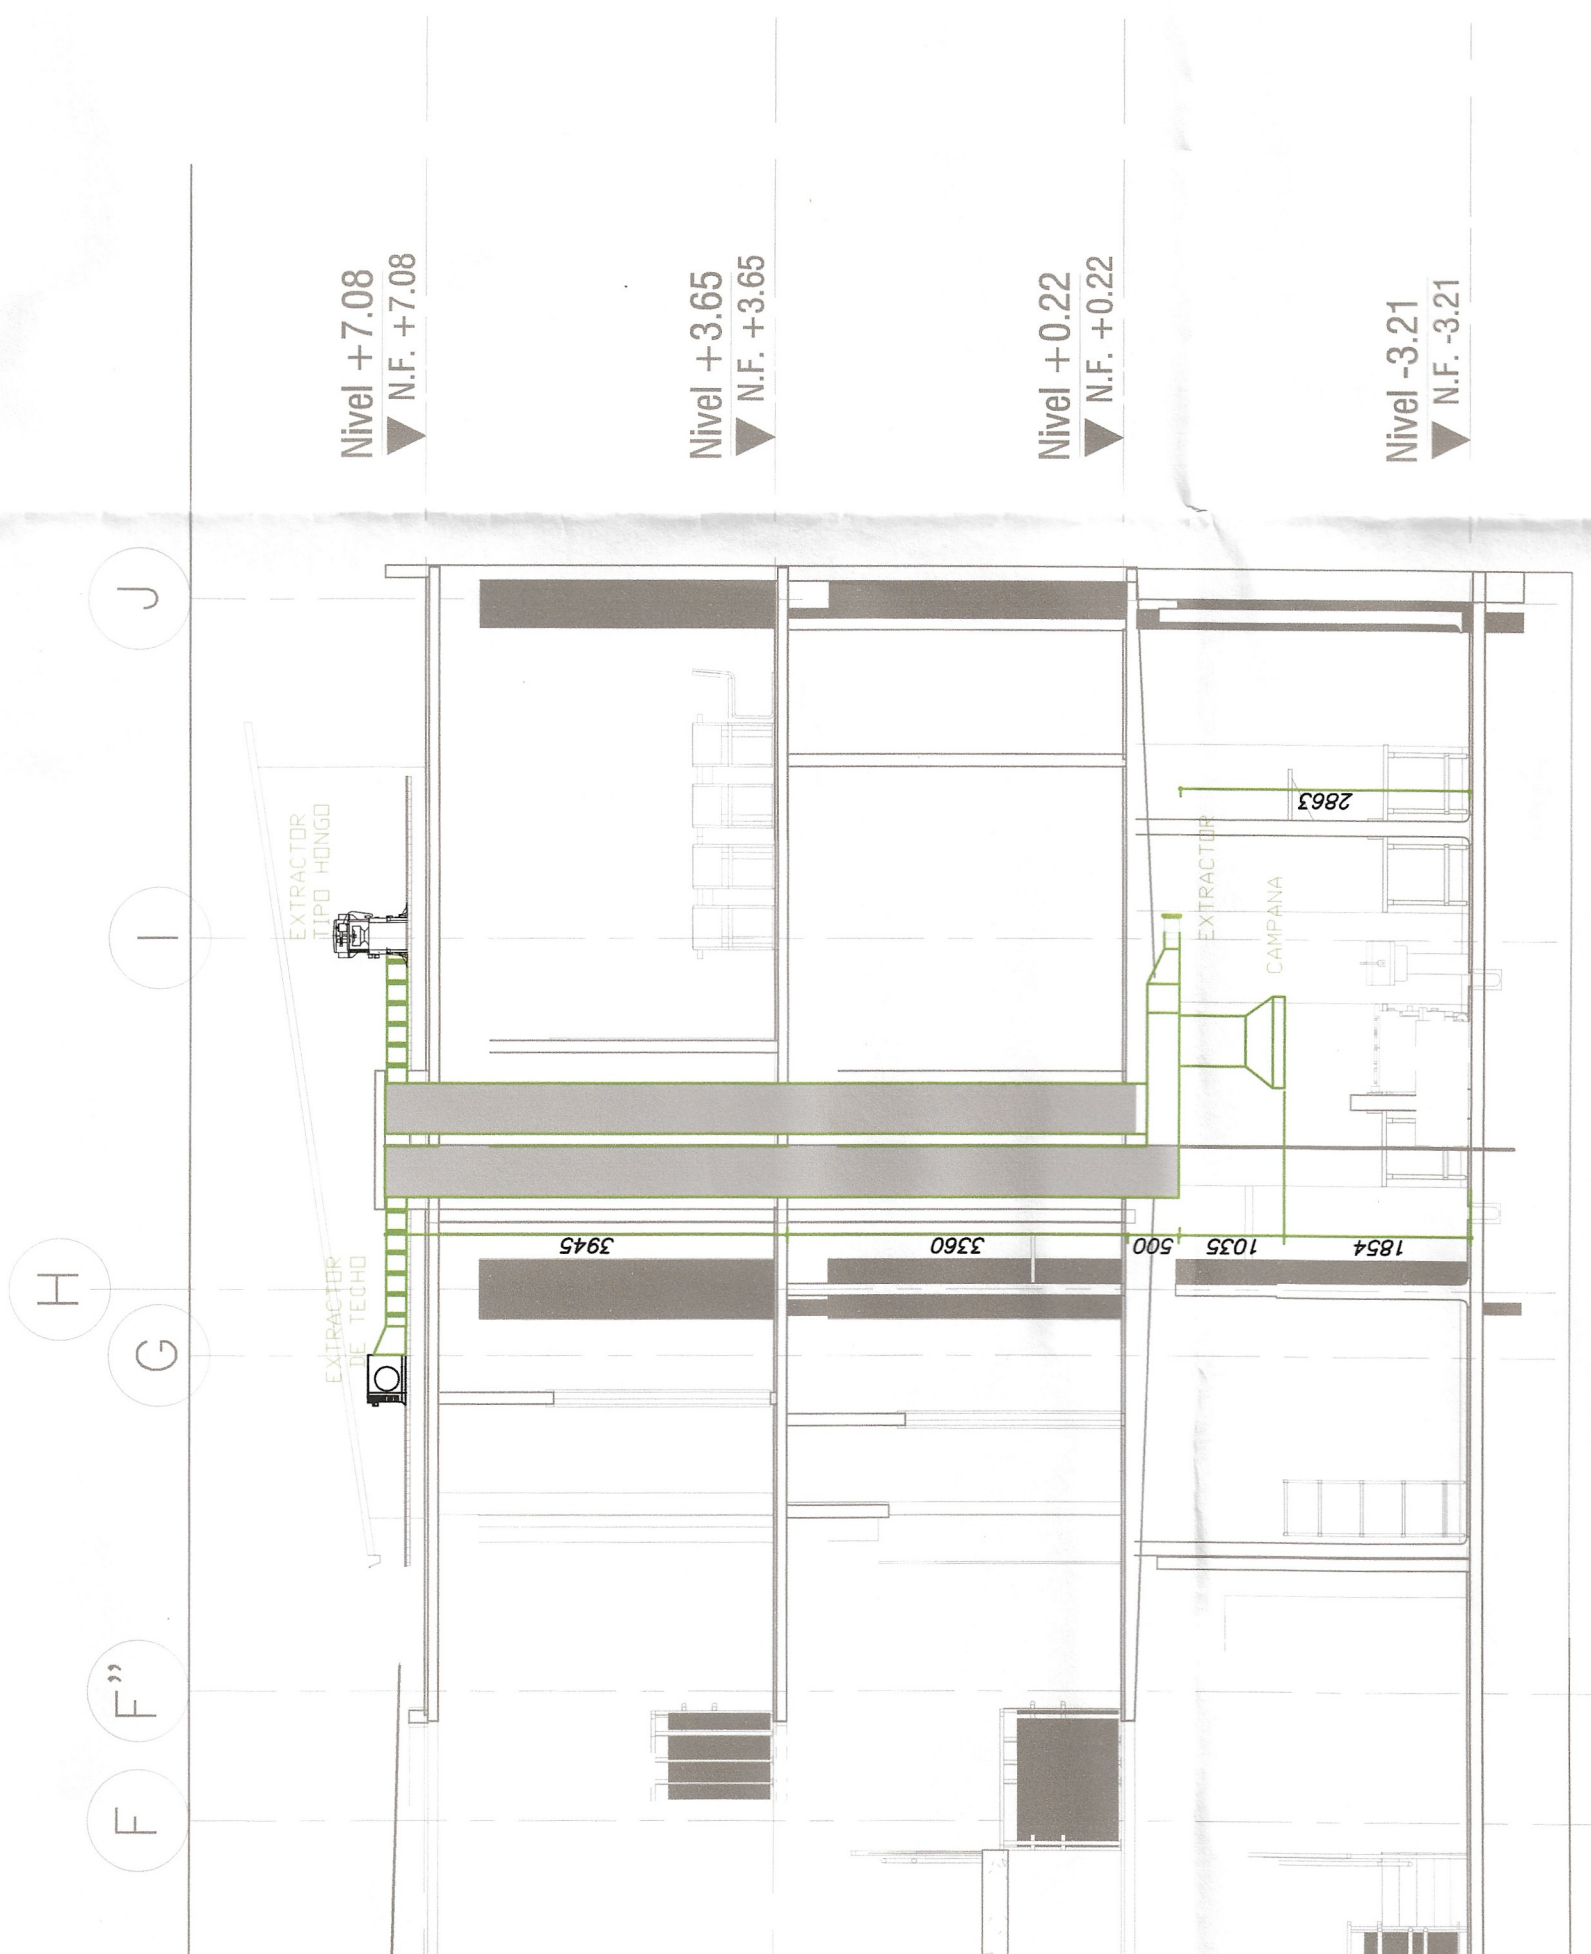 Nivel +7.08
N.F. +7.08
Nivel +3.65
N.F. +3.65
Nivel +0.22
N.F. +0.22
Nivel -3.21
N.F. -3.21
J
I
H
G
F"
F
EXTRACTOR
TIPO HONGO
EXTRACTOR
DE TECHO
EXTRACTOR
CAMPANA
2863
3945
3360
500
1035
1854